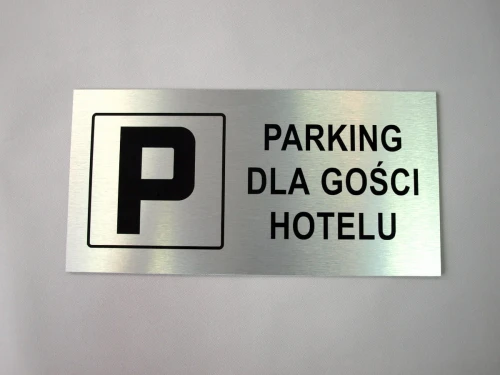 P
PARKING
DLA GOŚCI
HOTELU